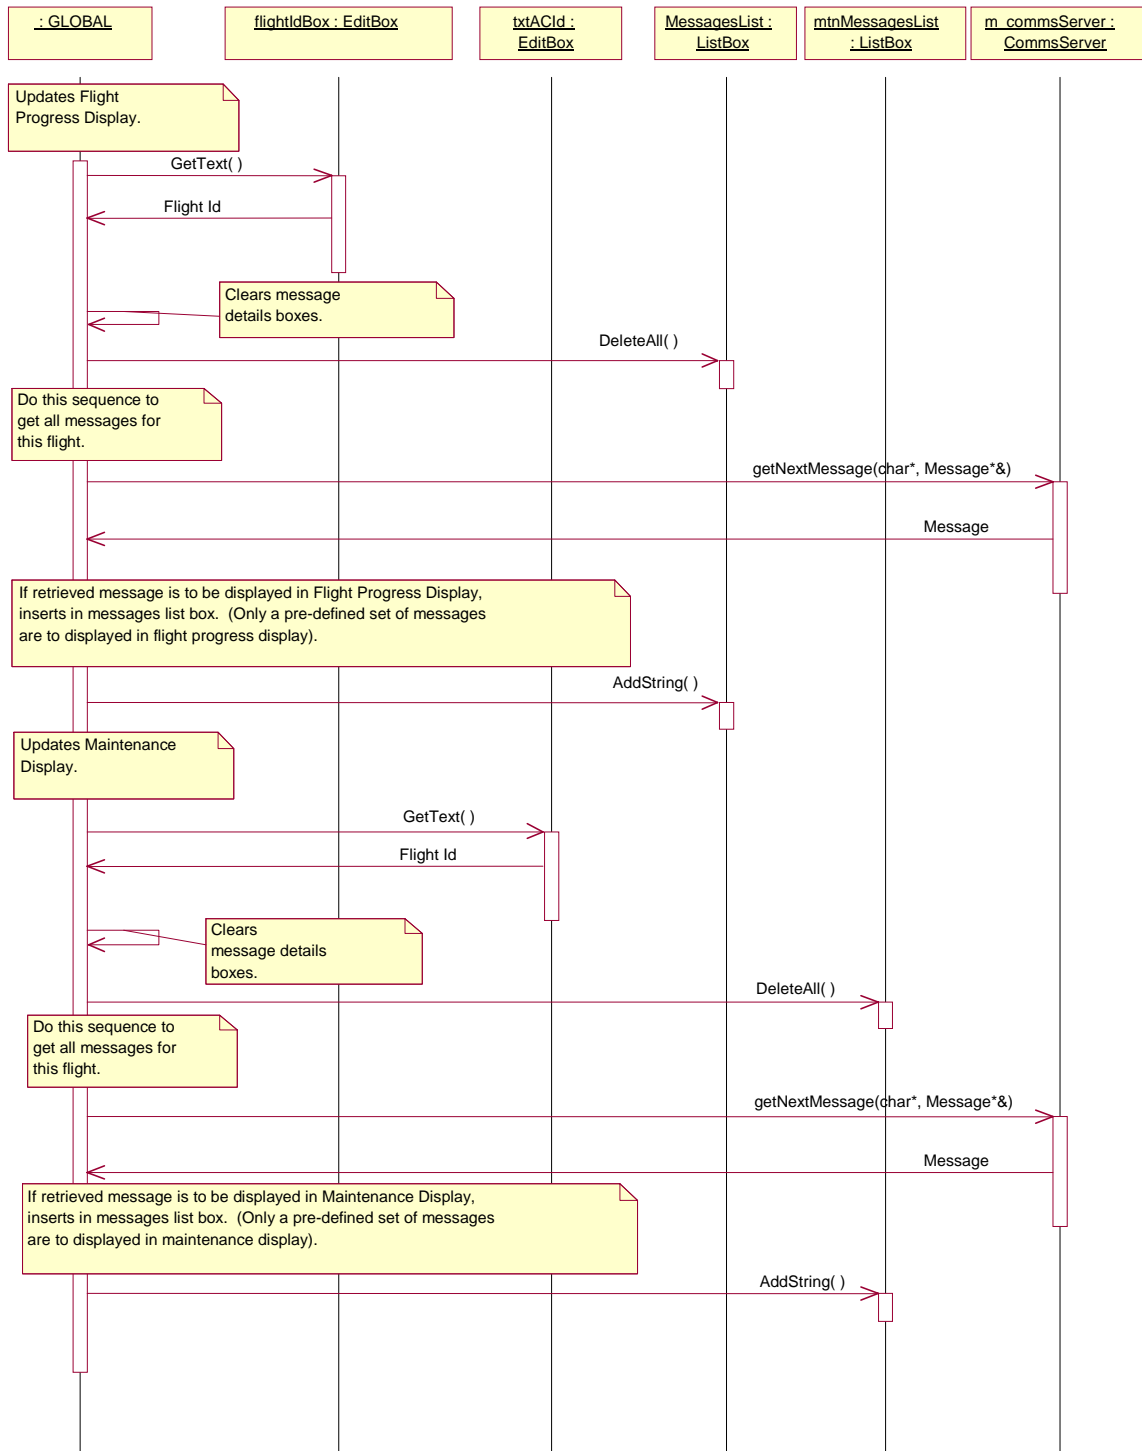 : GLOBAL
flightIdBox : EditBox
txtACId :
EditBox
MessagesList :
ListBox
mtnMessagesList
: ListBox
m_commsServer :
CommsServer
Updates Flight
Progress Display.
GetText( )
Flight Id
Clears message
details boxes.
DeleteAll( )
Do this sequence to
get all messages for
this flight.
getNextMessage(char*, Message*&)
Message
If retrieved message is to be displayed in Flight Progress Display,
inserts in messages list box.  (Only a pre-defined set of messages
are to displayed in flight progress display).
AddString( )
Updates Maintenance
Display.
GetText( )
Flight Id
Clears
message details
boxes.
DeleteAll( )
Do this sequence to
get all messages for
this flight.
getNextMessage(char*, Message*&)
Message
If retrieved message is to be displayed in Maintenance Display,
inserts in messages list box.  (Only a pre-defined set of messages
are to displayed in maintenance display).
AddString( )